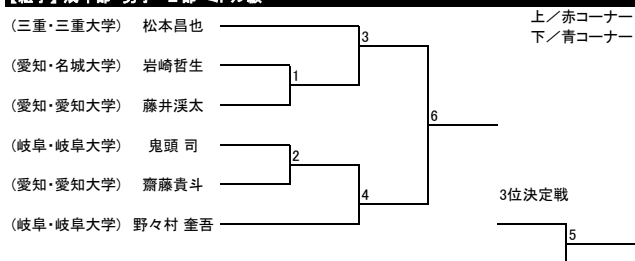 上／赤コーナー
下／青コーナー
(三重・三重大学) 松本昌也
3
(愛知・名城大学) 岩崎哲生
1
(愛知・愛知大学) 藤井渓太
6
(岐阜・岐阜大学) 鬼頭 司
2
(愛知・愛知大学) 齋藤貴斗
4
3位決定戦
(岐阜・岐阜大学) 野々村 奎吾
5